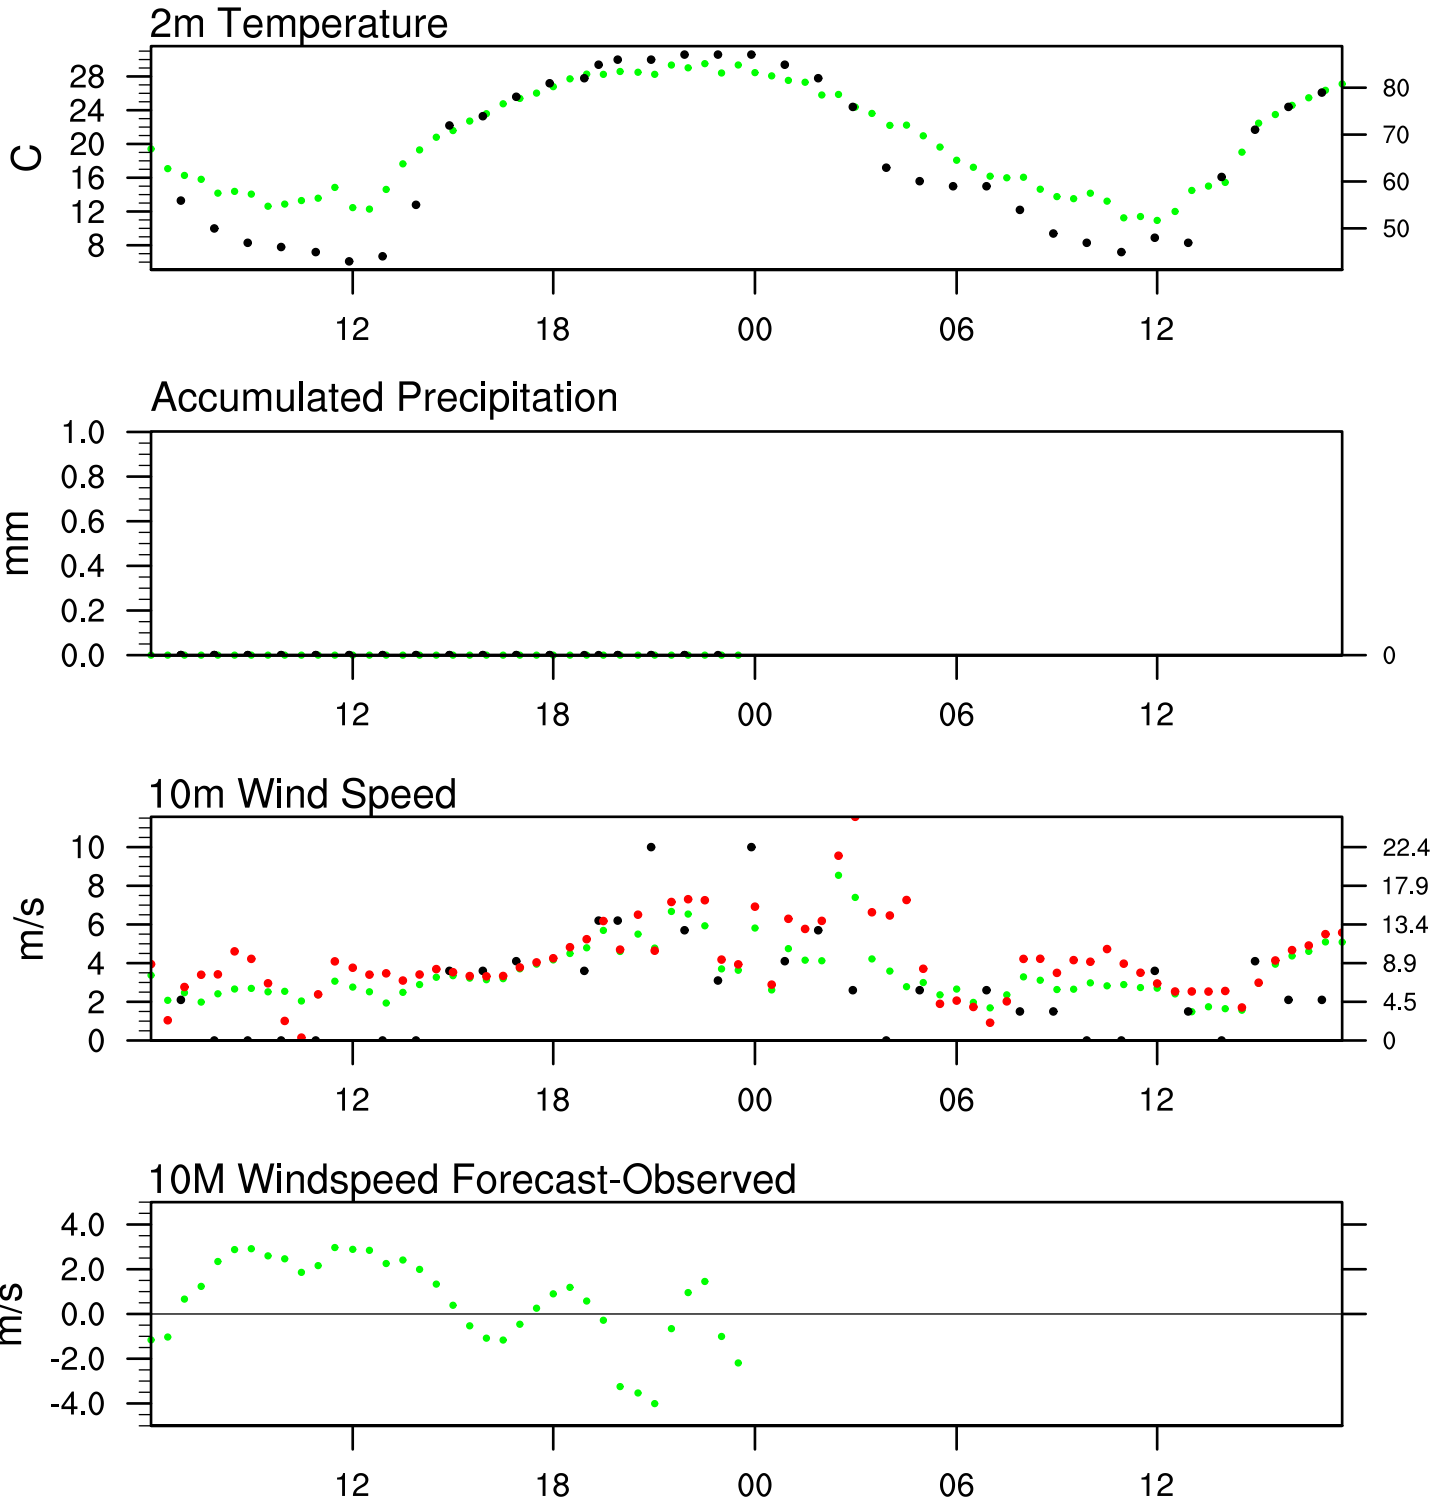 2m Temperature
28
24
20
16
12
8
C
80
70
60
50
12 18 00 06 12
Accumulated Precipitation
1.0
0.8
0.6
0.4
0.2
0.0
mm
0
12 18 00 06 12
10m Wind Speed
10
8
6
4
2
0
m/s
22.4
17.9
13.4
8.9
4.5
0
12 18 00 06 12
10M Windspeed Forecast-Observed
4.0
2.0
0.0
-2.0
-4.0
m/s
12 18 00 06 12